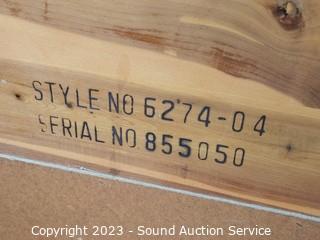 STYLE NO 6274-04
SERIAL NO 855050
Copyright 2023 - Sound Auction Service